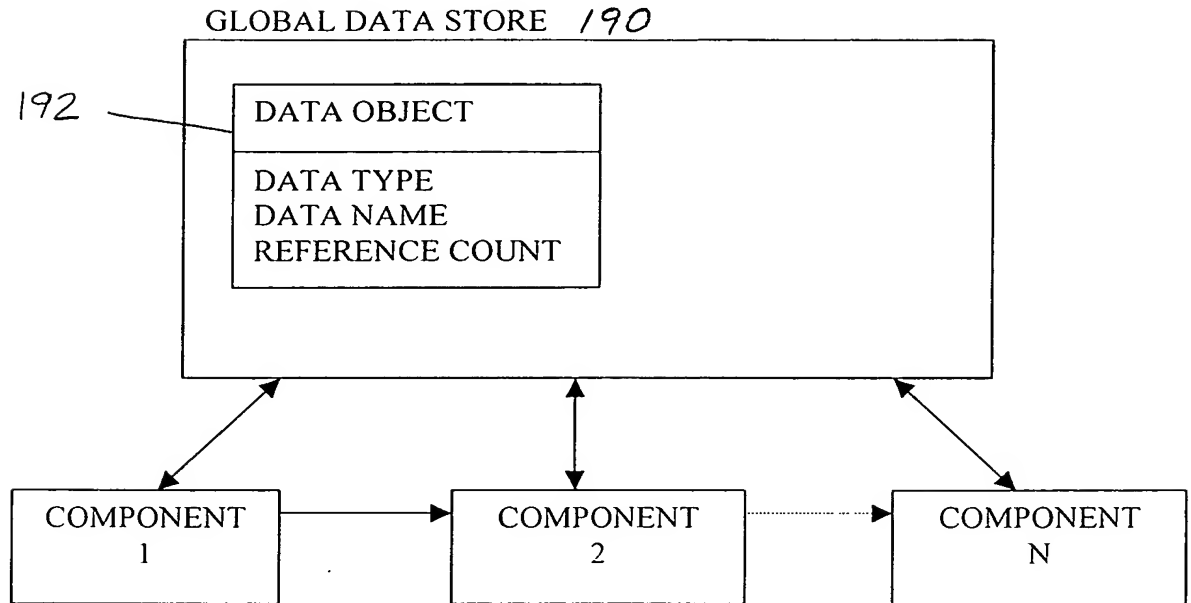 GLOBAL DATA STORE 190
192
DATA OBJECT
DATA TYPE
DATA NAME
REFERENCE COUNT
COMPONENT
1
COMPONENT
2
COMPONENT
N